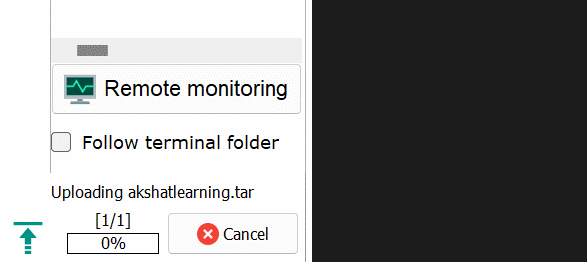 Remote monitoring
Follow terminal folder
Uploading akshatlearning.tar
[1/1]
0%
Cancel